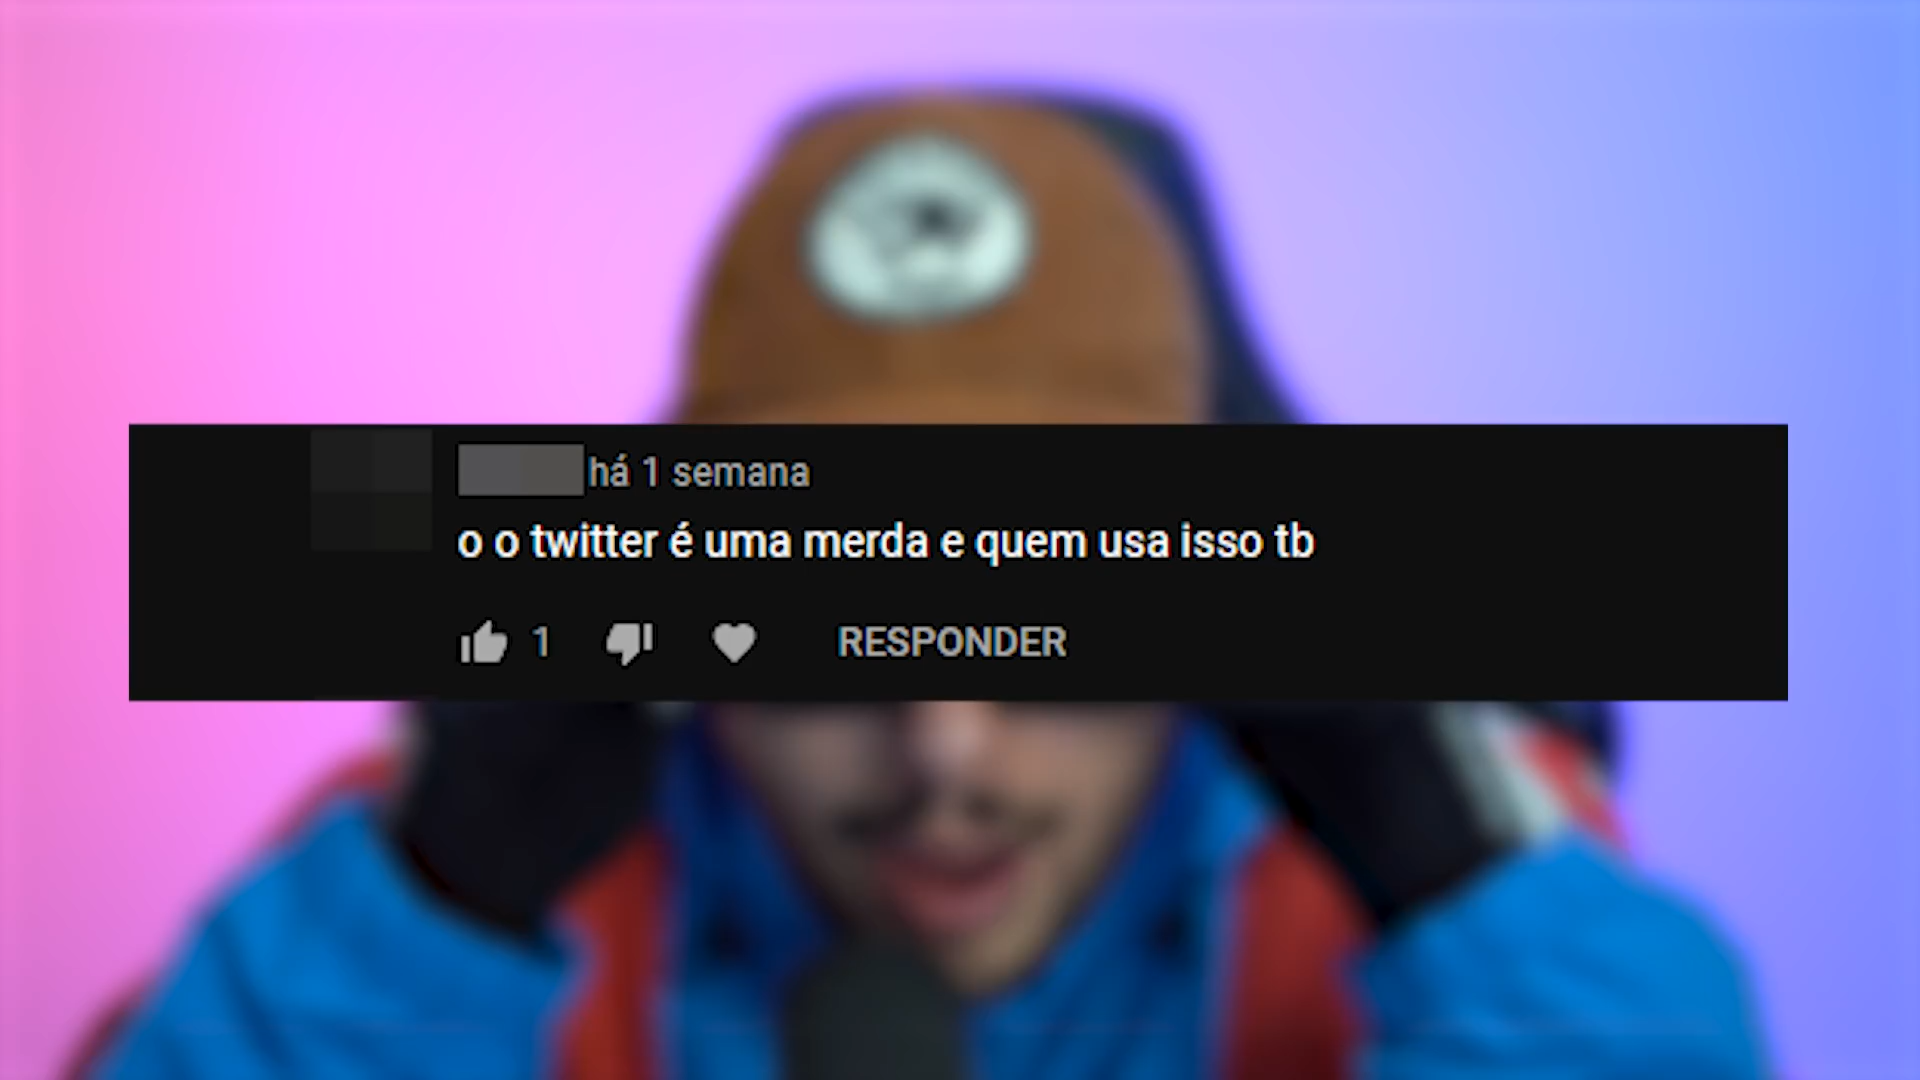 há 1 semana
o o twitter é uma merda e quem usa isso tb
1
RESPONDER